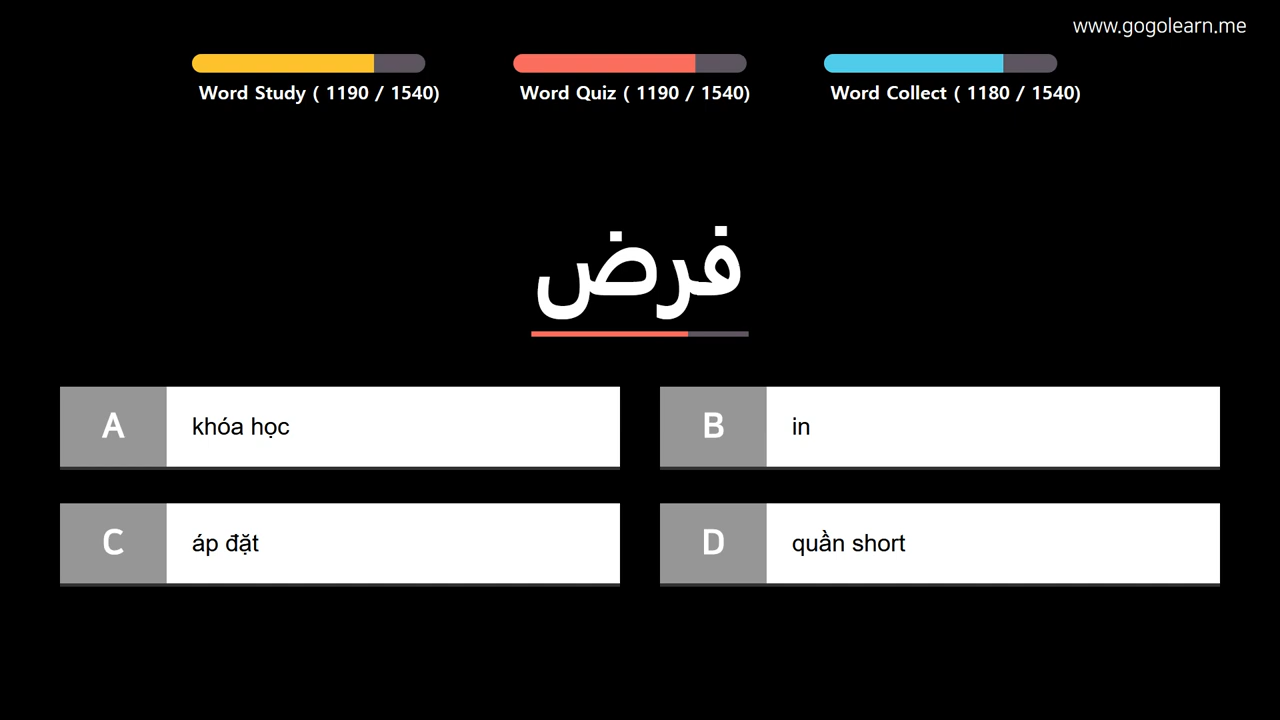 www.gogolearn.me
Word Study ( 1190 / 1540)
Word Quiz ( 1190 / 1540)
Word Collect ( 1180 / 1540)
فرض
A khóa học
B in
C áp đặt
D quần short